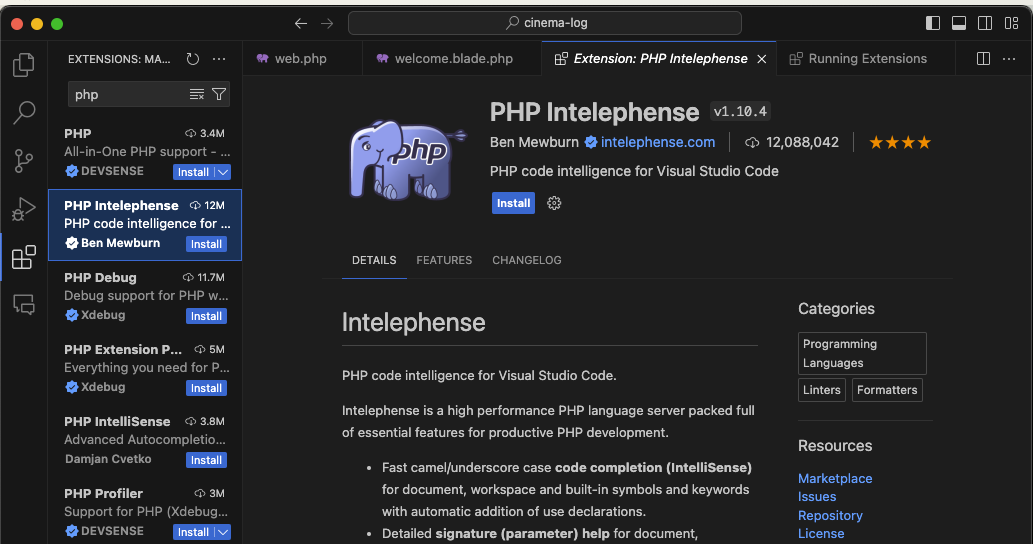 cinema-log
EXTENSIONS: MA...
web.php
welcome.blade.php
Extension: PHP Intelephense
Running Extensions
php
PHP 3.4M
All-in-One PHP support - ...
DEVSENSE Install
PHP Intelephense 12M
PHP code intelligence for ...
Ben Mewburn Install
PHP Debug 11.7M
Debug support for PHP w...
Xdebug Install
PHP Extension P... 5M
Everything you need for P...
Xdebug Install
PHP IntelliSense 3.8M
Advanced Autocompletio...
Damjan Cvetko Install
PHP Profiler 3M
Support for PHP (Xdebug...
DEVSENSE Install
php
PHP Intelephense v1.10.4
Ben Mewburn intelephense.com 12,088,042
PHP code intelligence for Visual Studio Code
Install
DETAILS FEATURES CHANGELOG
Intelephense
PHP code intelligence for Visual Studio Code.
Intelephense is a high performance PHP language server packed full
of essential features for productive PHP development.
• Fast camel/underscore case code completion (IntelliSense)
for document, workspace and built-in symbols and keywords
with automatic addition of use declarations.
• Detailed signature (parameter) help for document,
Categories
Programming
Languages
Linters Formatters
Resources
Marketplace
Issues
Repository
License